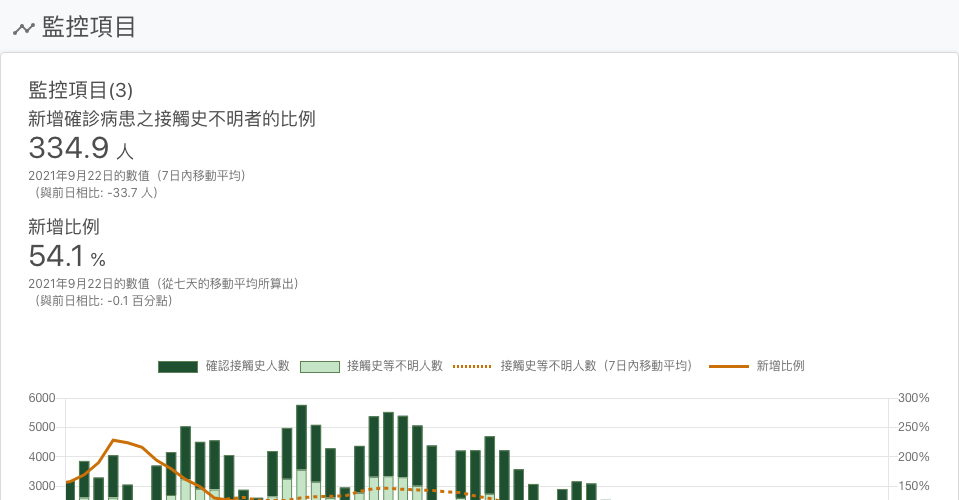 監控項目
監控項目(3)
新增確診病患之接觸史不明者的比例
334.9 人
2021年9月22日的數值（7日內移動平均）
（與前日相比: -33.7 人）
新增比例
54.1 %
2021年9月22日的數值（從七天的移動平均所算出）
（與前日相比: -0.1 百分點）
確認接觸史人數 接觸史等不明人數 接觸史等不明人數（7日內移動平均） 新增比例
6000 300%
5000 250%
4000 200%
3000 150%